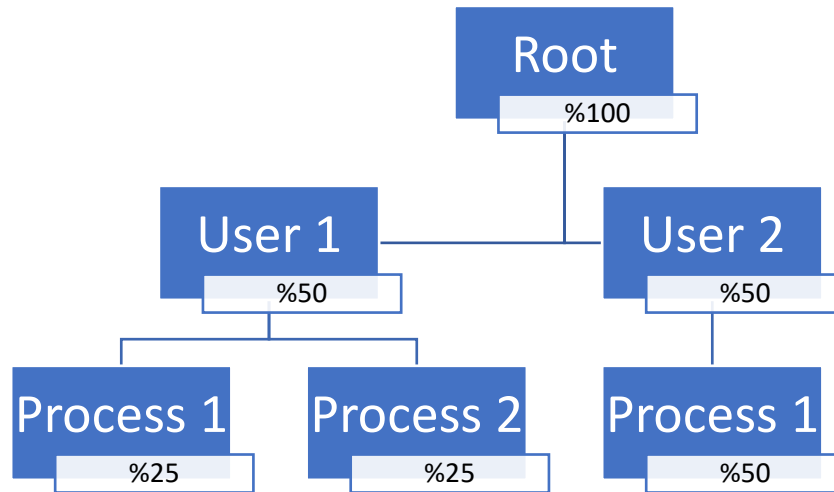 Root
%100
User 1
%50
User 2
%50
Process 1
%25
Process 2
%25
Process 1
%50